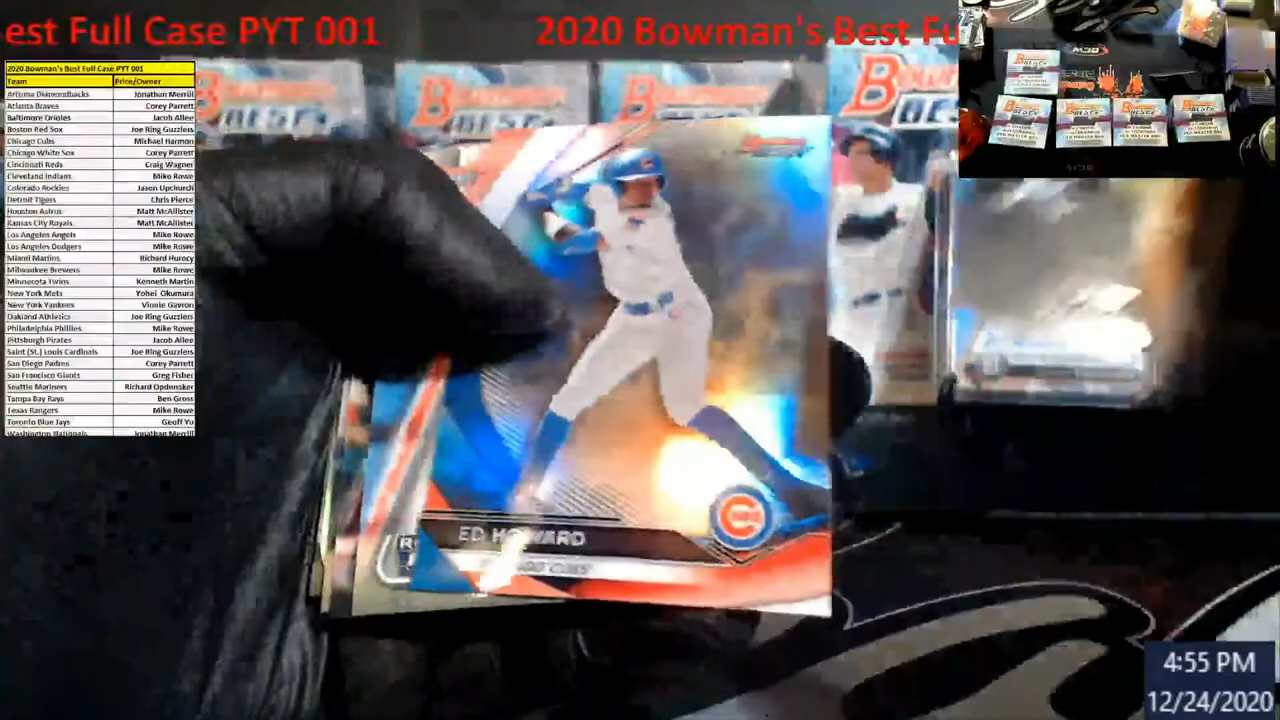 est Full Case PYT 001
2020 Bowman's Best Fu
2020 Bowman's Best Full Case PYT 001
Team Price/Owner
Arizona Diamondbacks Jonathan Merrill
Atlanta Braves Corey Parrett
Baltimore Orioles Jacob Allee
Boston Red Sox Joe Ring Guzzlers
Chicago Cubs Michael Harmon
Chicago White Sox Corey Parrett
Cincinnati Reds Craig Wagner
Cleveland Indians Mike Rowe
Colorado Rockies Jason Upchurch
Detroit Tigers Chris Pierce
Houston Astros Matt McAllister
Kansas City Royals Matt McAllister
Los Angeles Angels Mike Rowe
Los Angeles Dodgers Mike Rowe
Miami Marlins Richard Hurocy
Milwaukee Brewers Mike Rowe
Minnesota Twins Kenneth Martin
New York Mets Yohei Okumura
New York Yankees Vinnie Gavron
Oakland Athletics Joe Ring Guzzlers
Philadelphia Phillies Mike Rowe
Pittsburgh Pirates Jacob Allee
Saint (St.) Louis Cardinals Joe Ring Guzzlers
San Diego Padres Corey Parrett
San Francisco Giants Greg Fisher
Seattle Mariners Richard Opdenaker
Tampa Bay Rays Ben Gross
Texas Rangers Mike Rowe
Toronto Blue Jays Geoff Yu
Washington Nationals Jonathan Merrill
ED HOWARD
4:55 PM
12/24/2020